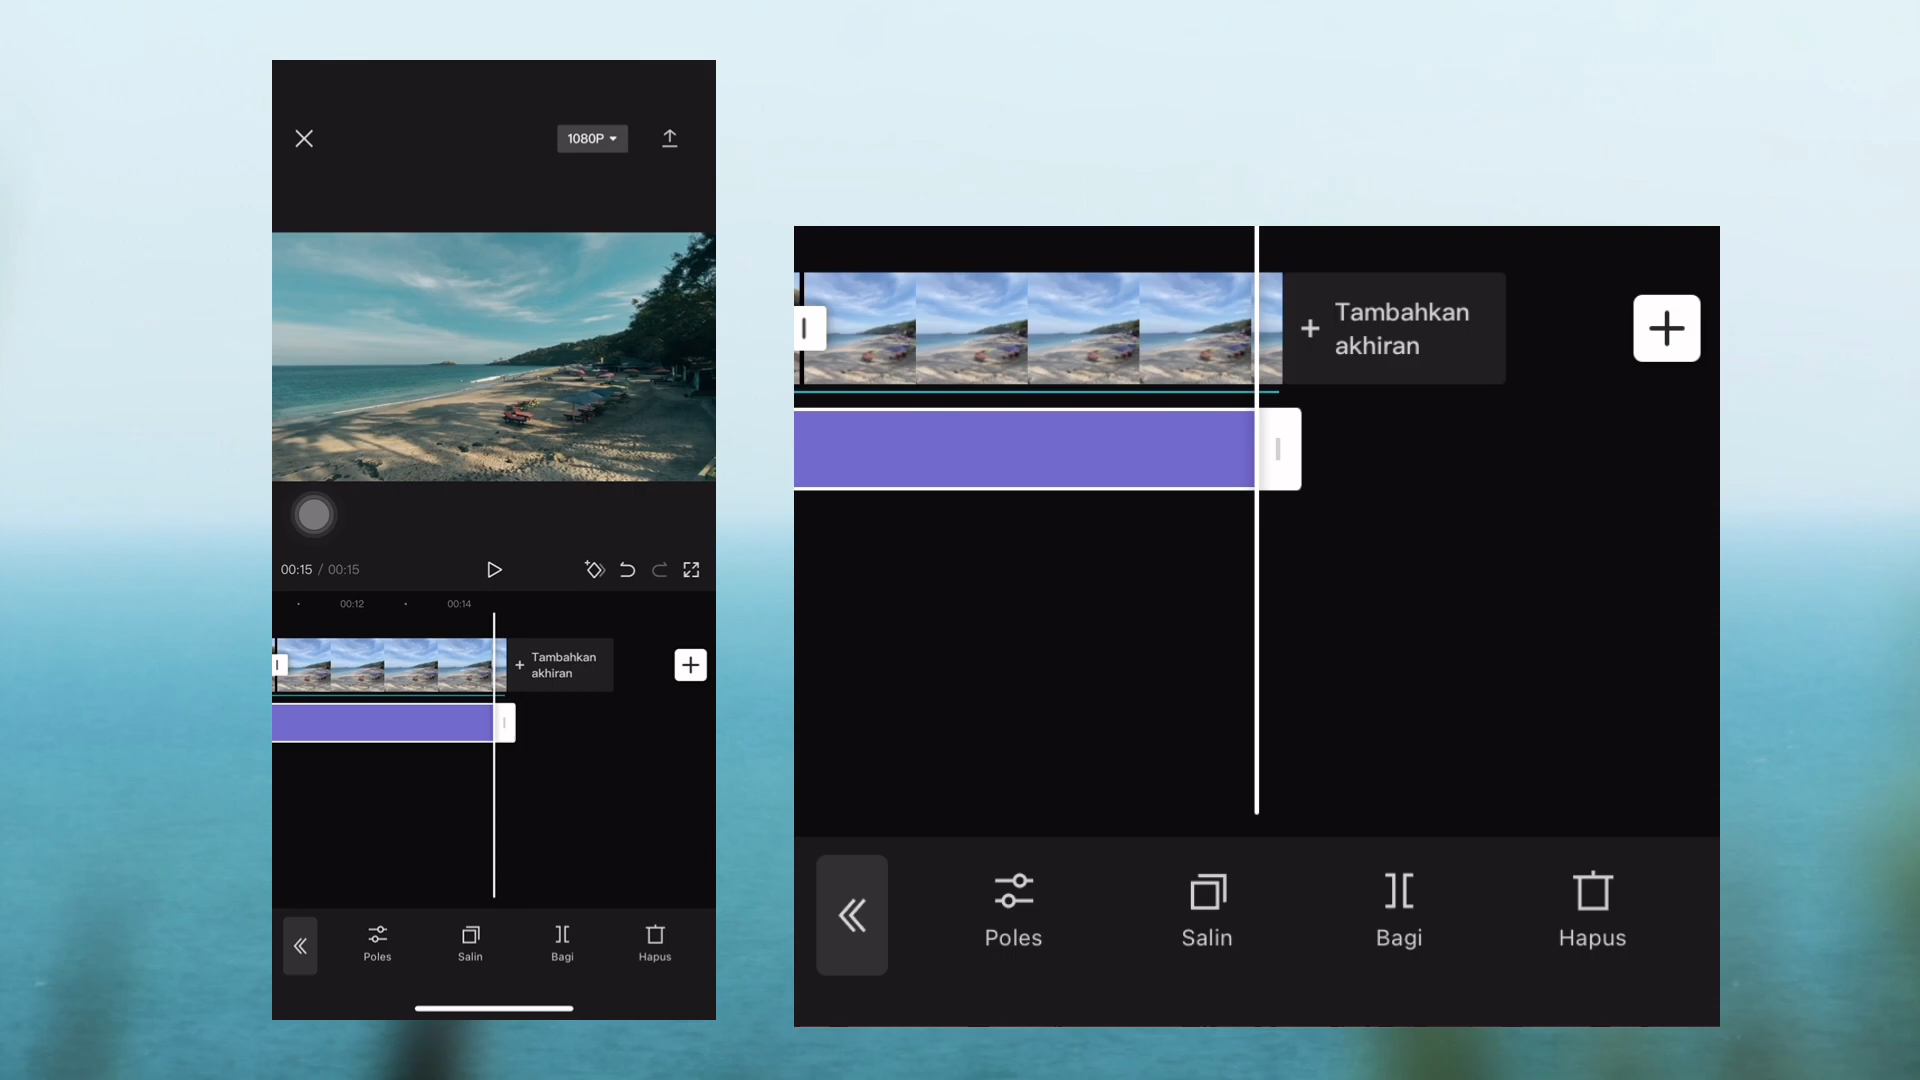 1080P
00:15 / 00:15
00:12
00:14
Tambahkan
akhiran
Poles
Salin
Bagi
Hapus
Tambahkan
akhiran
Poles
Salin
Bagi
Hapus